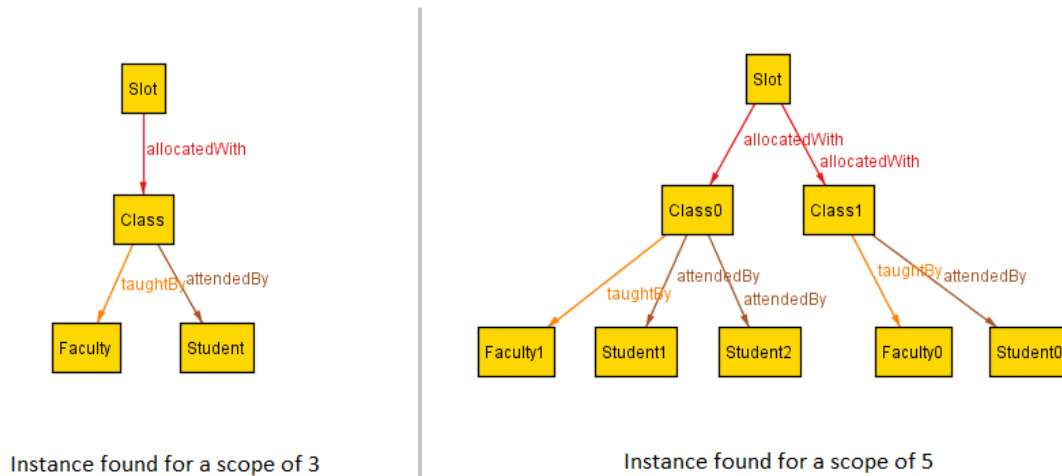 Slot
allocatedWith
Class
taughtBy
attendedBy
Faculty
Student
Instance found for a scope of 3
Slot
allocatedWith
allocatedWith
Class0
Class1
taughtBy
attendedBy
attendedBy
taughtBy
attendedBy
Faculty1
Student1
Student2
Faculty0
Student0
Instance found for a scope of 5